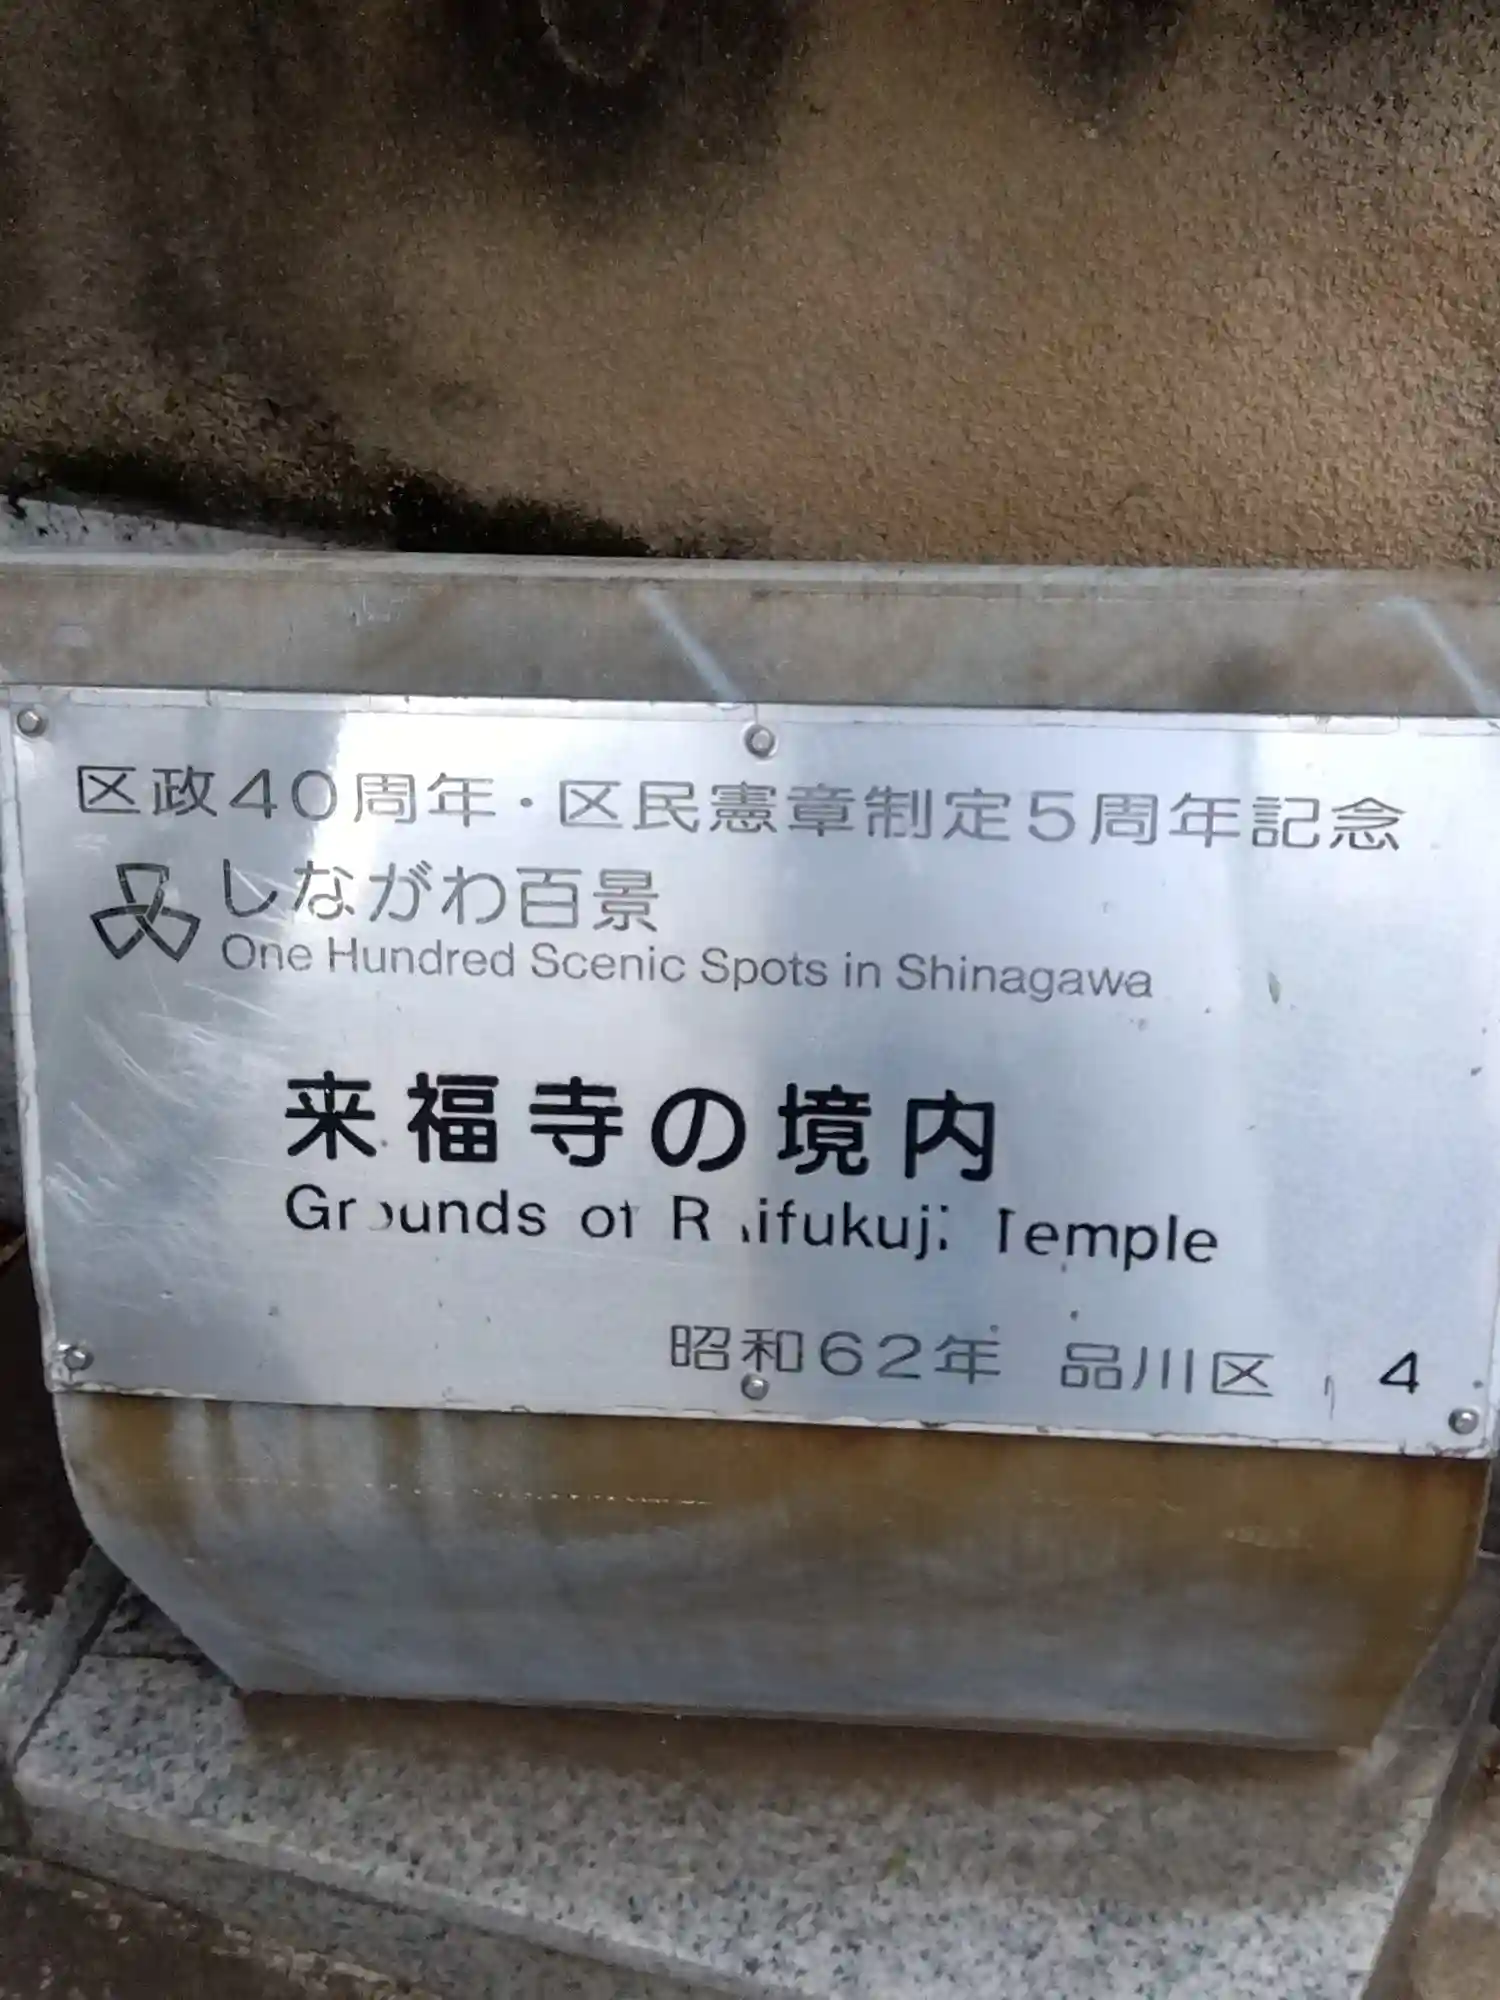 区政40周年・区民憲章制定5周年記念
しながわ百景
One Hundred Scenic Spots in Shinagawa
来福寺の境内
Grounds of Raifukuji Temple
昭和62年 品川区 4